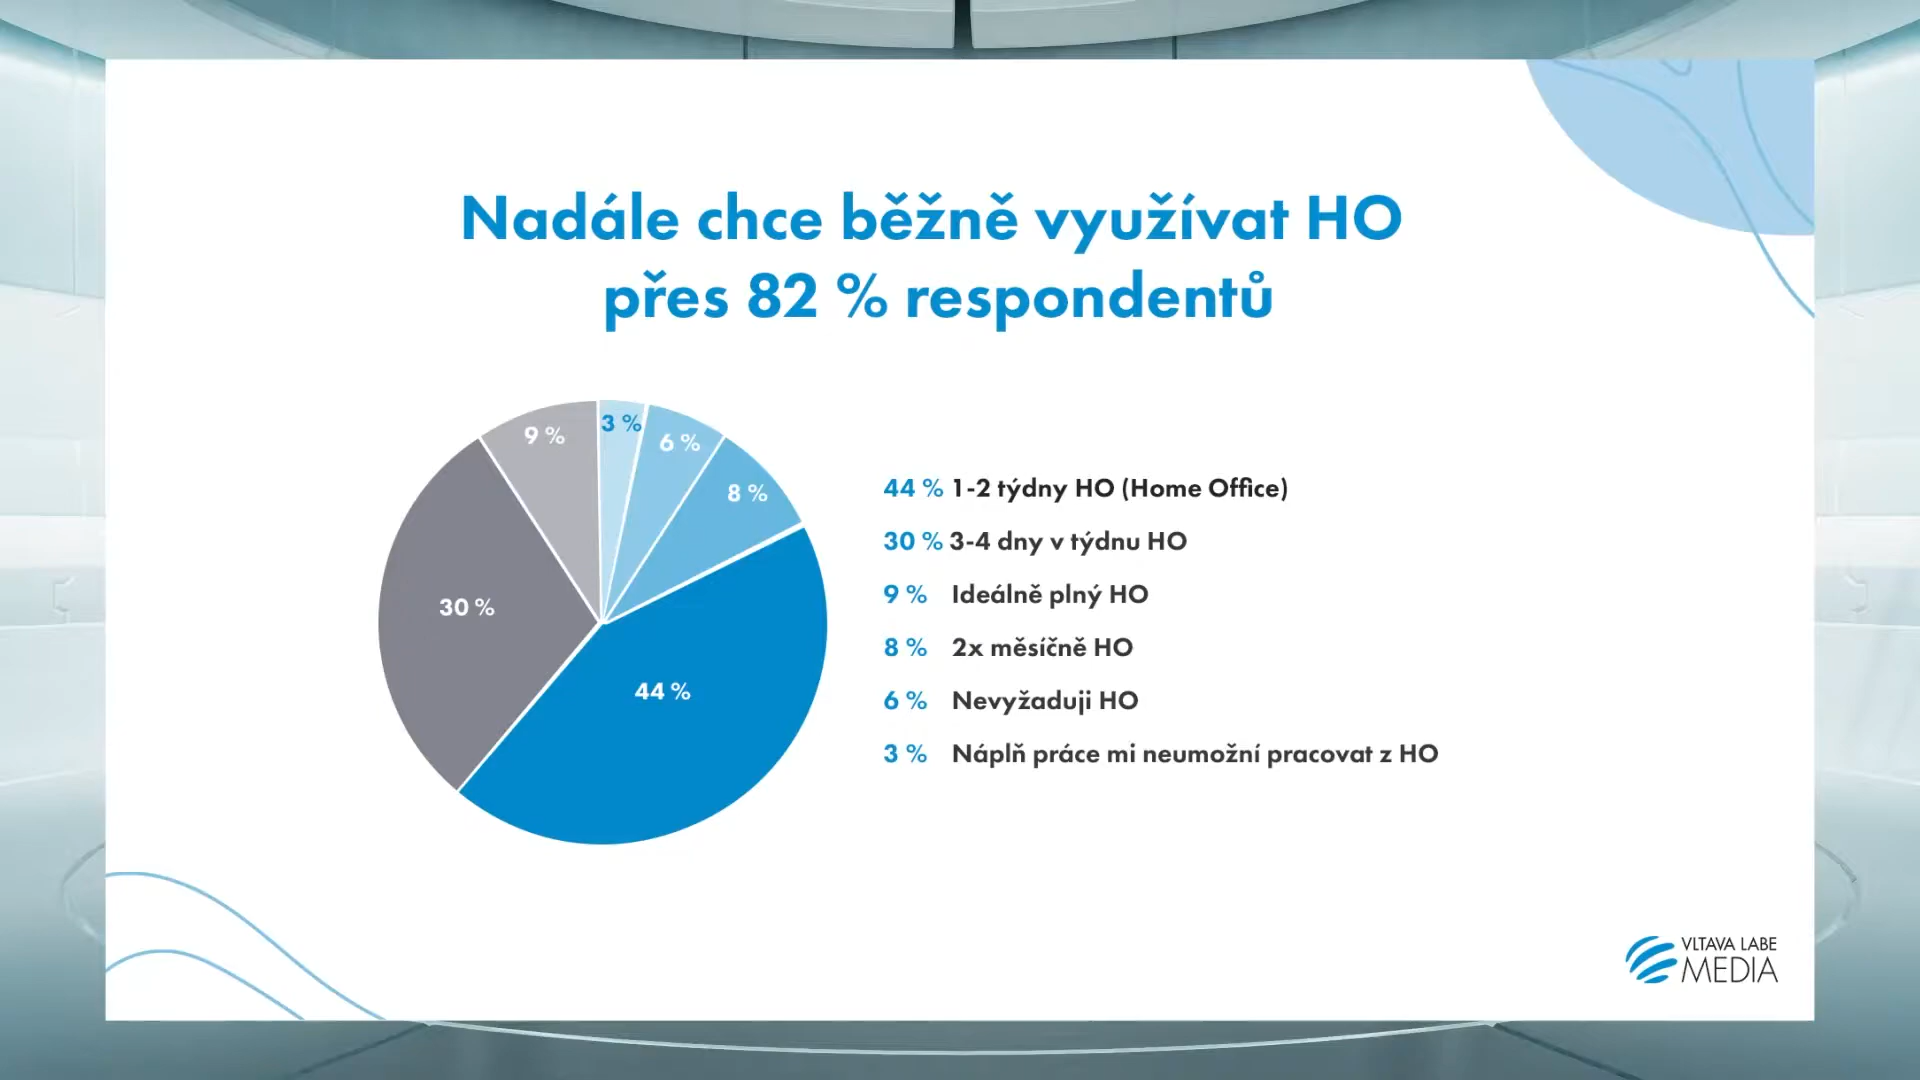 Nadále chce běžně využívat HO
přes 82 % respondentů
9 %
3 %
6 %
8 %
30 %
44 %
44 % 1-2 týdny HO (Home Office)
30 % 3-4 dny v týdnu HO
9 % Ideálně plný HO
8 % 2x měsíčně HO
6 % Nevyžaduji HO
3 % Náplň práce mi neumožní pracovat z HO
VLTAVA LABE
MEDIA